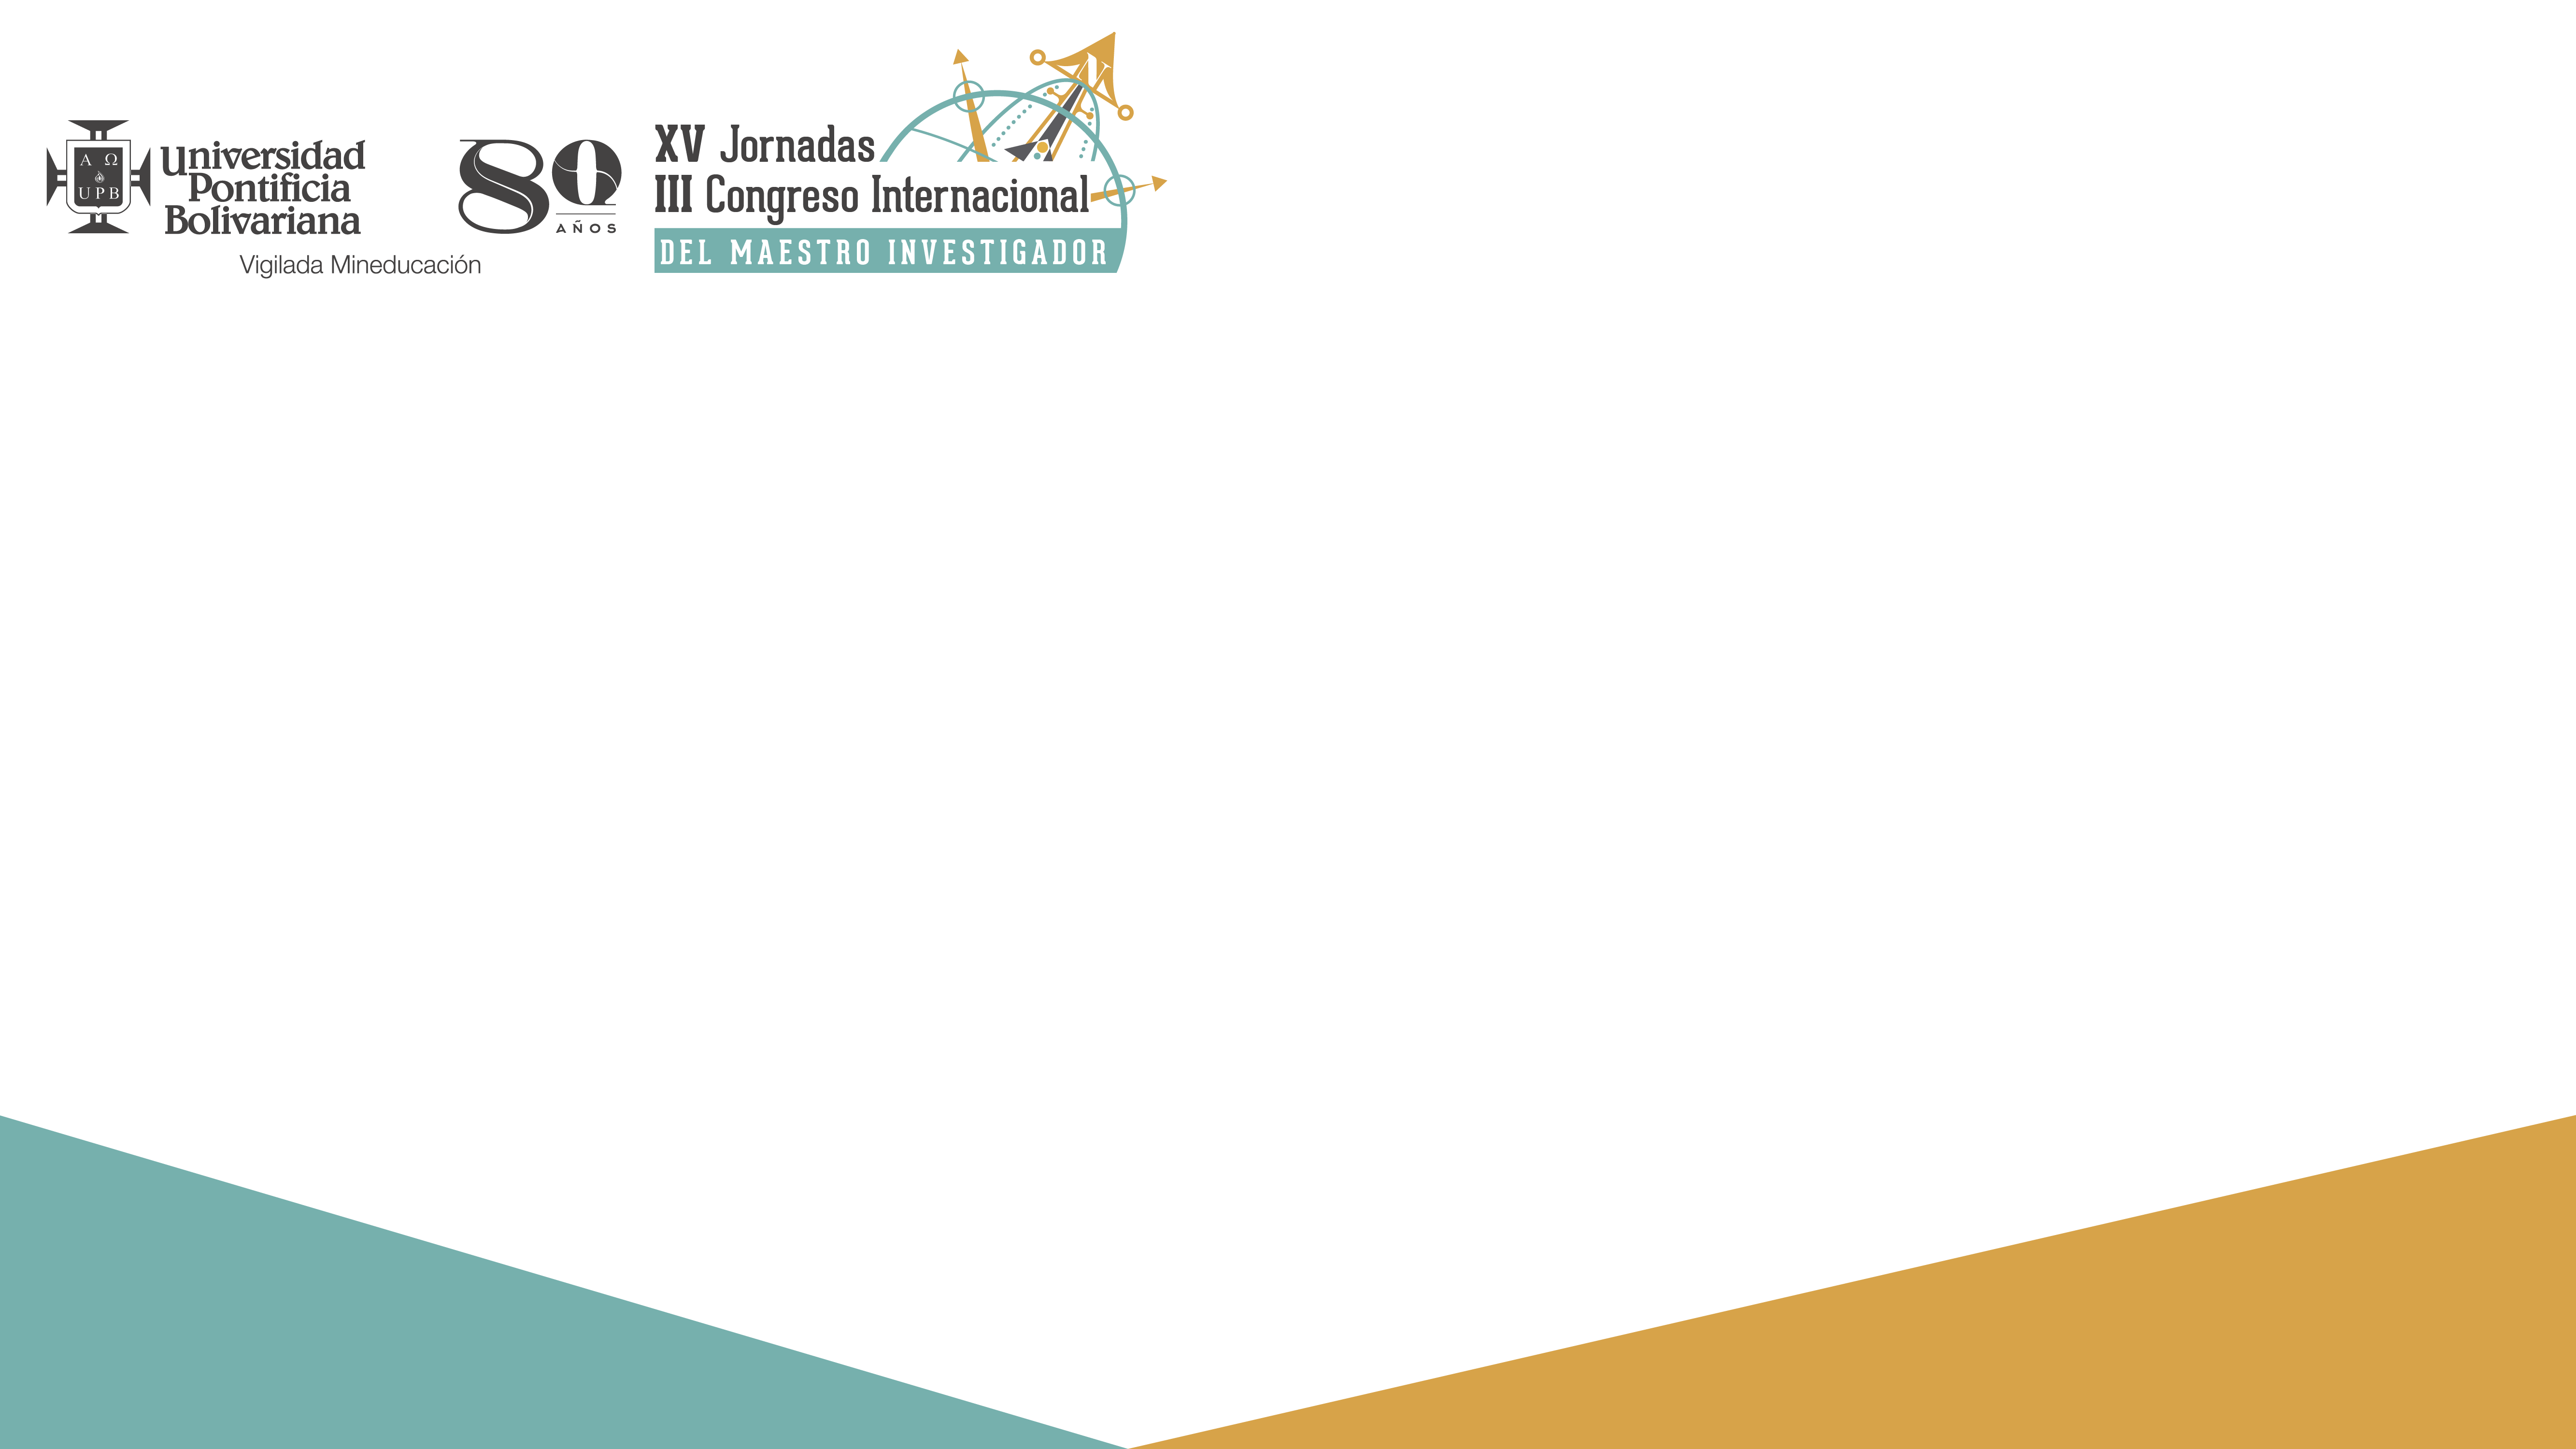 Α Ω
UPB
Universidad
Pontificia
Bolivariana
Vigilada Mineducación
80
AÑOS
XV Jornadas
III Congreso Internacional
DEL MAESTRO INVESTIGADOR